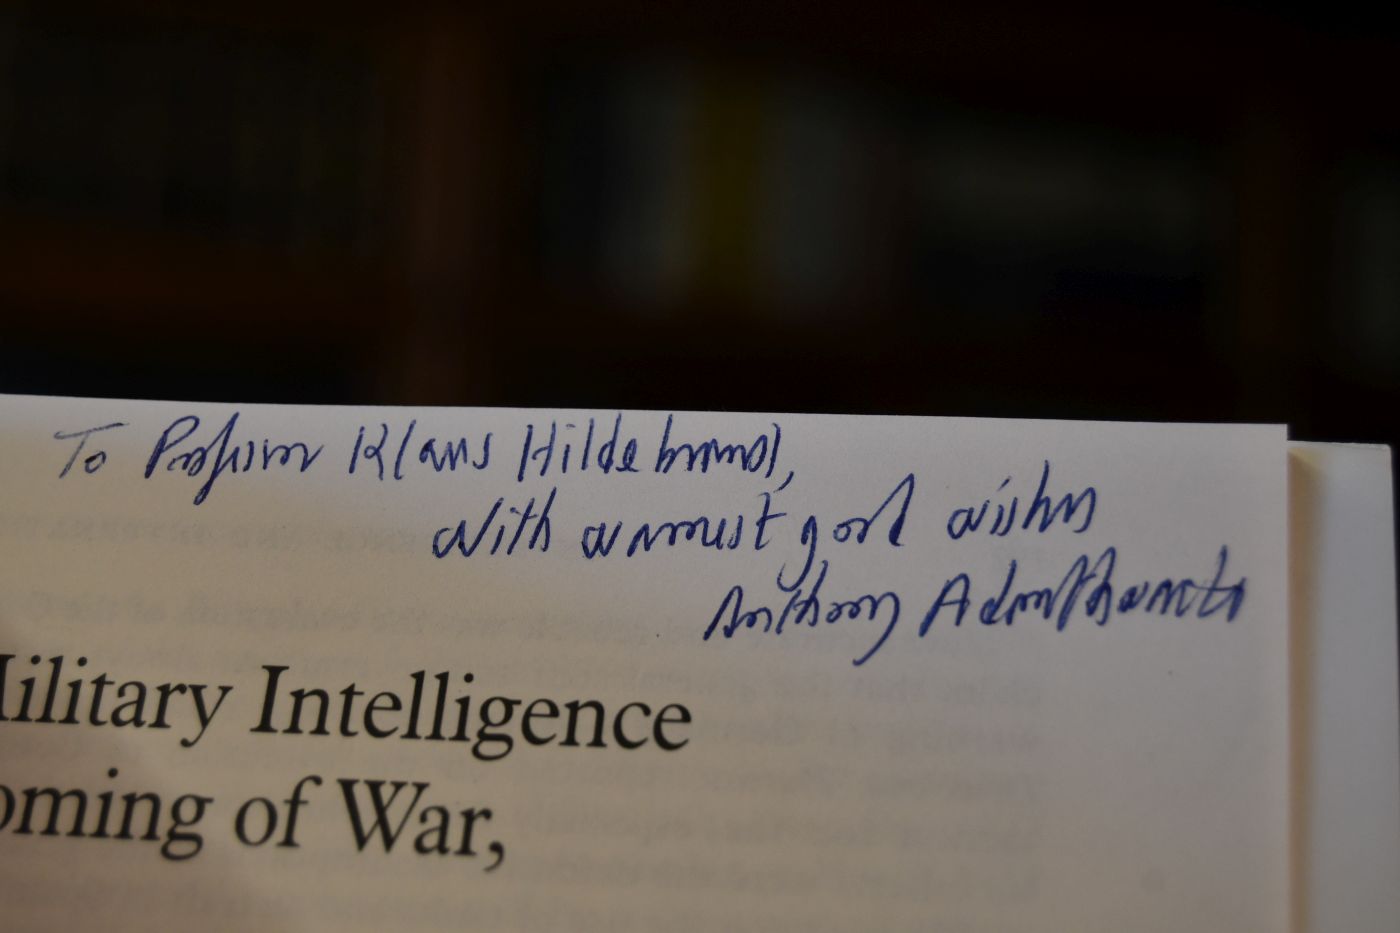 To Professor Klaus Hildebrand,
with warmest good wishes
Anthony Adamthwaite
Military Intelligence
oming of War,